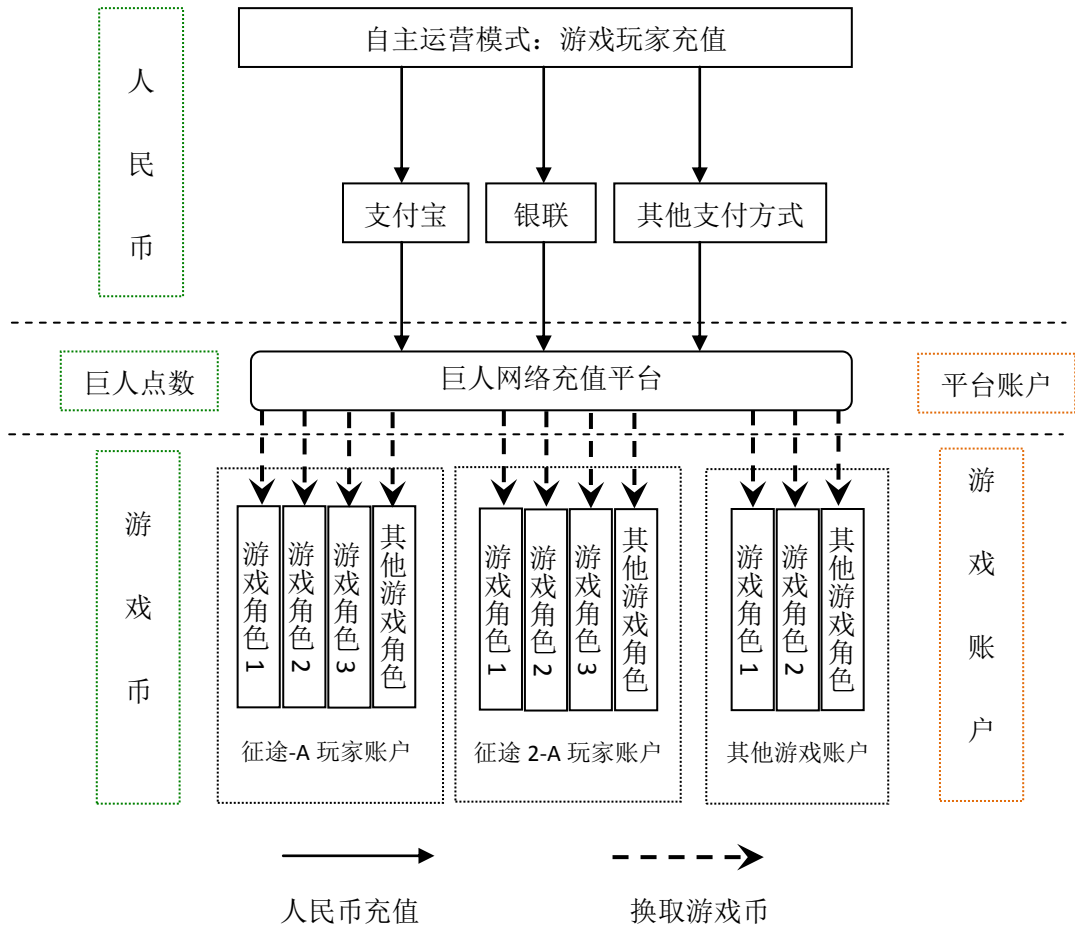 自主运营模式：游戏玩家充值
人民币
支付宝
银联
其他支付方式
巨人点数
巨人网络充值平台
平台账户
游戏币
游戏角色1
游戏角色2
游戏角色3
其他游戏角色
征途-A 玩家账户
游戏角色1
游戏角色2
游戏角色3
其他游戏角色
征途 2-A 玩家账户
游戏角色1
游戏角色2
其他游戏角色
其他游戏账户
游戏账户
人民币充值
换取游戏币